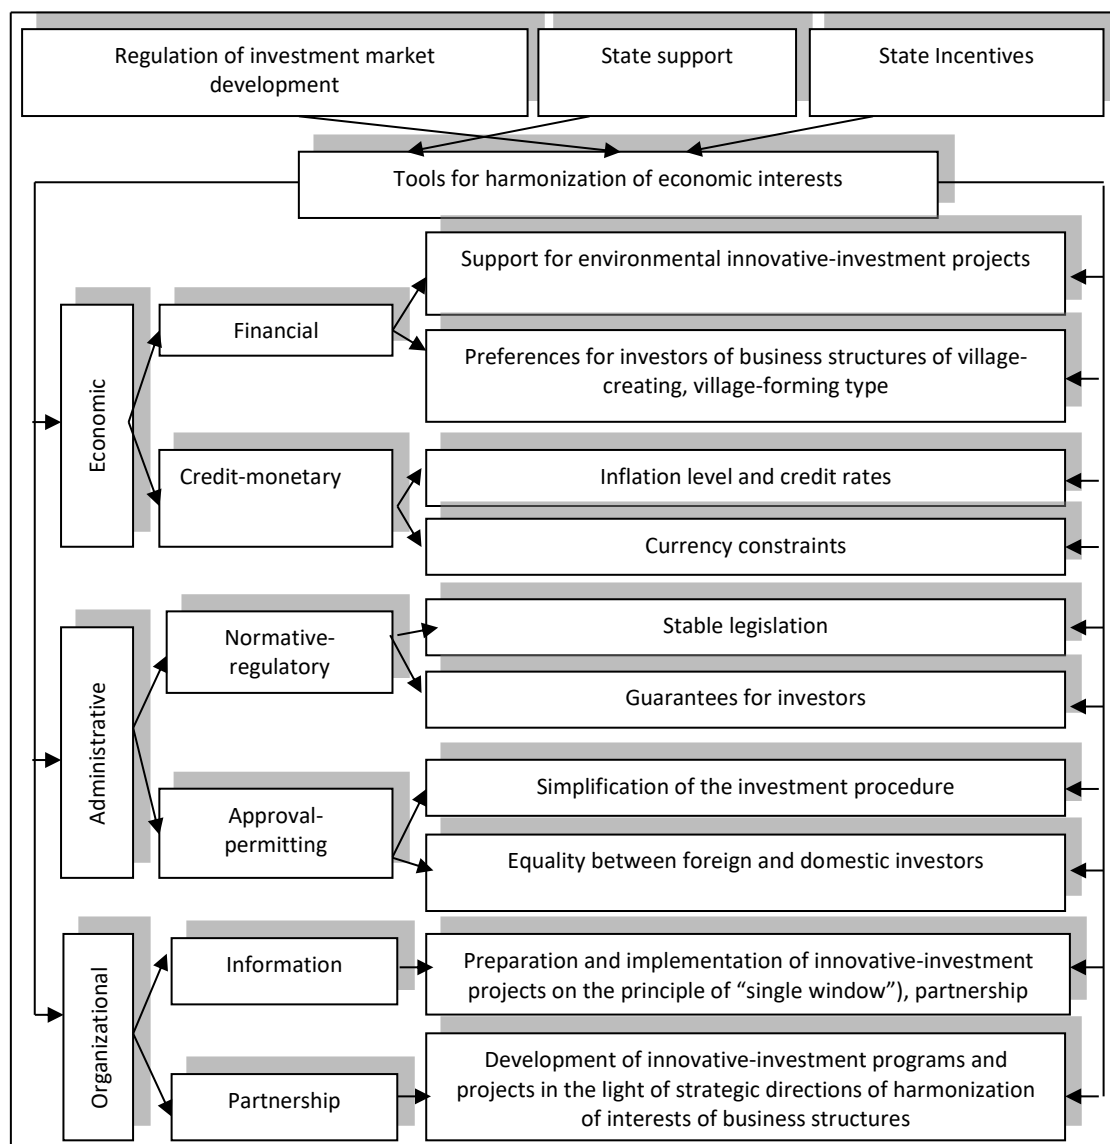 Regulation of investment market
development
State support
State Incentives
Tools for harmonization of economic interests
Economic
Financial
Support for environmental innovative-investment projects
Preferences for investors of business structures of village-
creating, village-forming type
Credit-monetary
Inflation level and credit rates
Currency constraints
Administrative
Normative-
regulatory
Stable legislation
Guarantees for investors
Approval-
permitting
Simplification of the investment procedure
Equality between foreign and domestic investors
Organizational
Information
Preparation and implementation of innovative-investment
projects on the principle of “single window”), partnership
Partnership
Development of innovative-investment programs and
projects in the light of strategic directions of harmonization
of interests of business structures